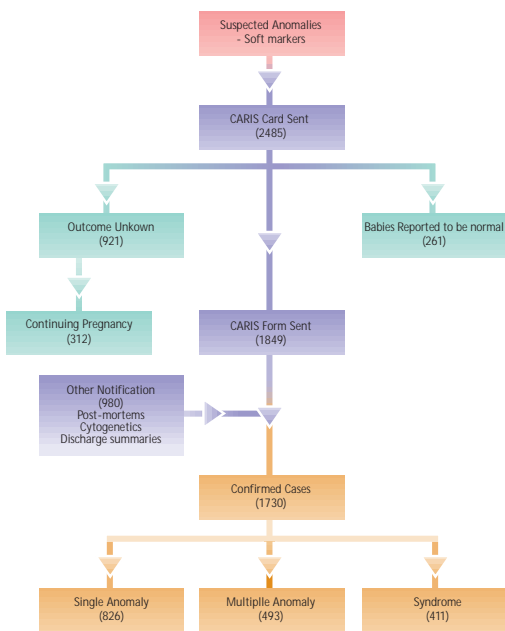 Suspected Anomalies
- Soft markers
CARIS Card Sent
(2485)
Outcome Unkown
(921)
Babies Reported to be normal
(261)
Continuing Pregnancy
(312)
CARIS Form Sent
(1849)
Other Notification
(980)
Post-mortems
Cytogenetics
Discharge summaries
Confirmed Cases
(1730)
Single Anomaly
(826)
Multiplle Anomaly
(493)
Syndrome
(411)